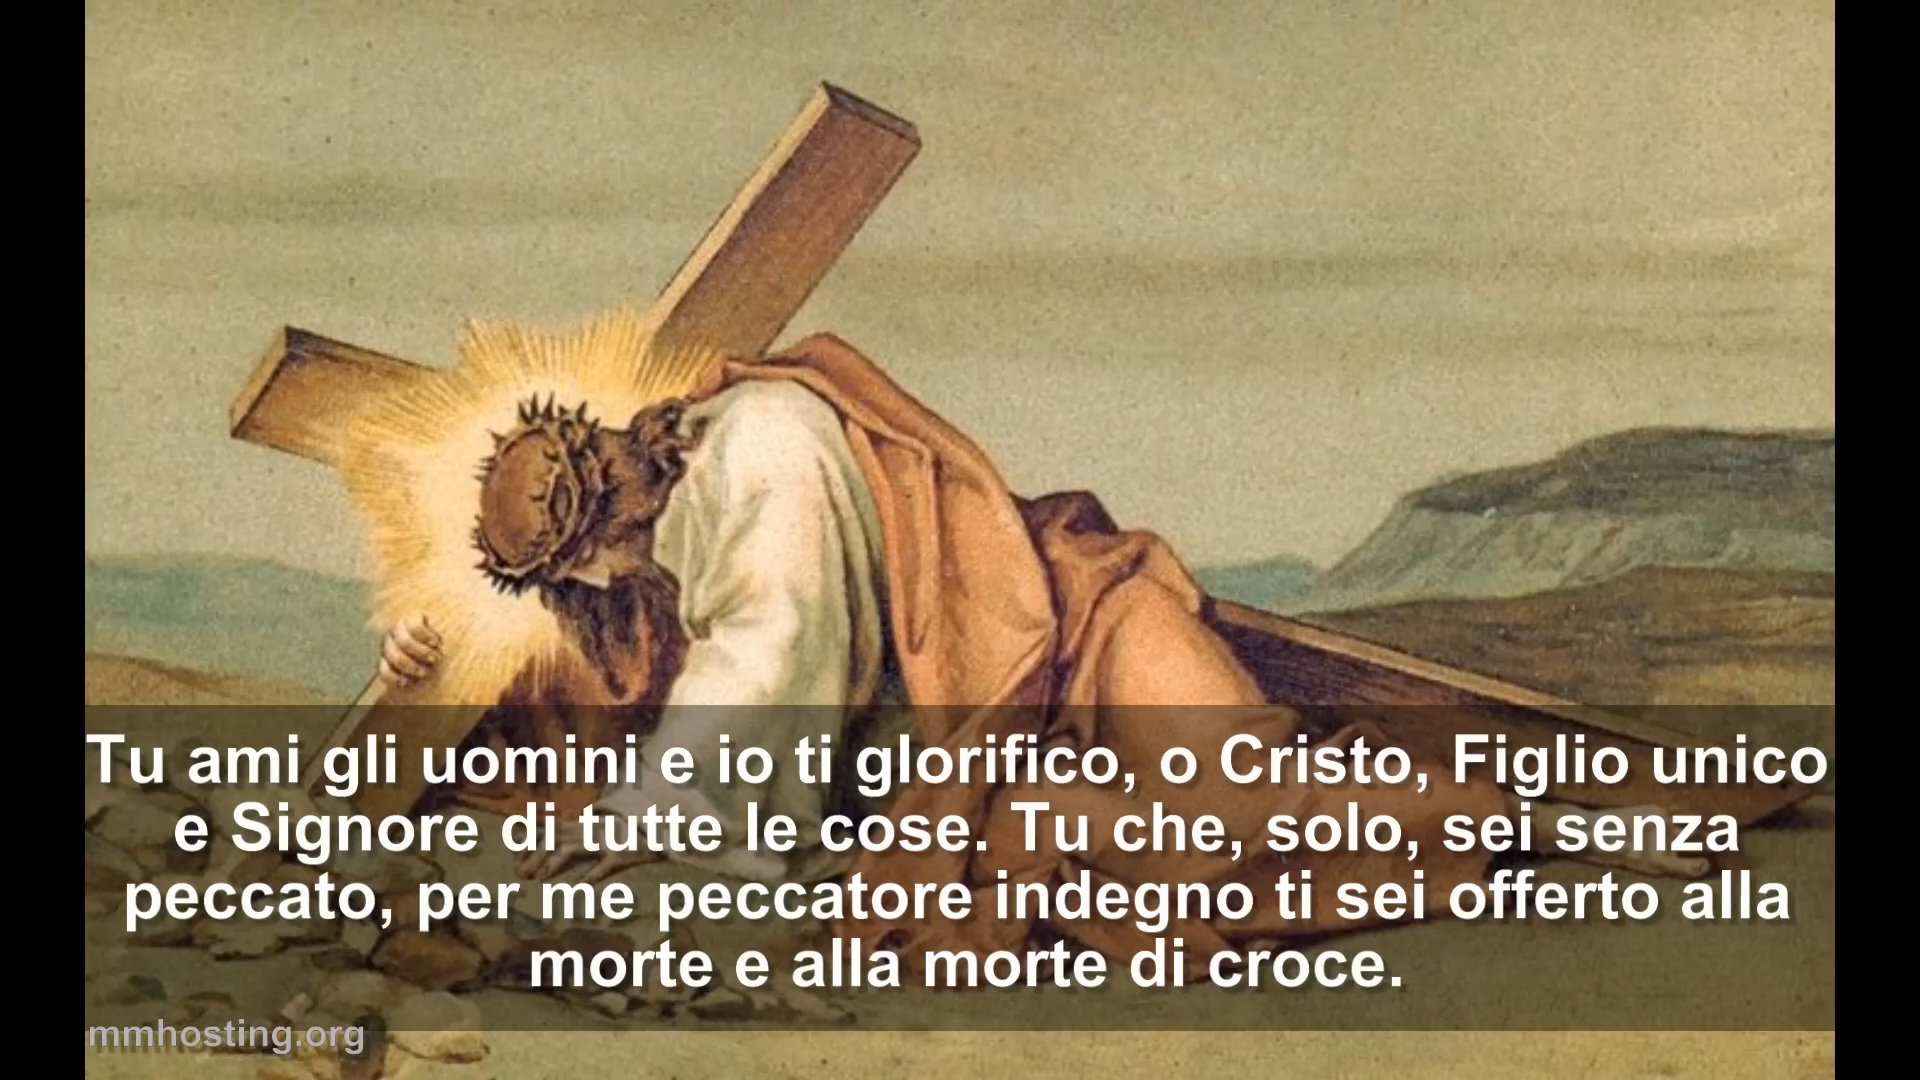 Tu ami gli uomini e io ti glorifico, o Cristo, Figlio unico
e Signore di tutte le cose. Tu che, solo, sei senza
peccato, per me peccatore indegno ti sei offerto alla
morte e alla morte di croce.
mmhosting.org